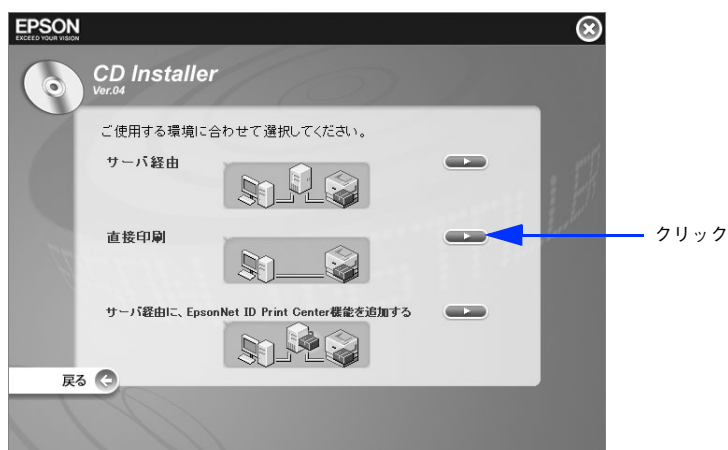 EPSON
EXCEED YOUR VISION
CD Installer
Ver.04
ご使用する環境に合わせて選択してください。
サーバ経由
直接印刷
クリック
サーバ経由に、EpsonNet ID Print Center機能を追加する
戻る